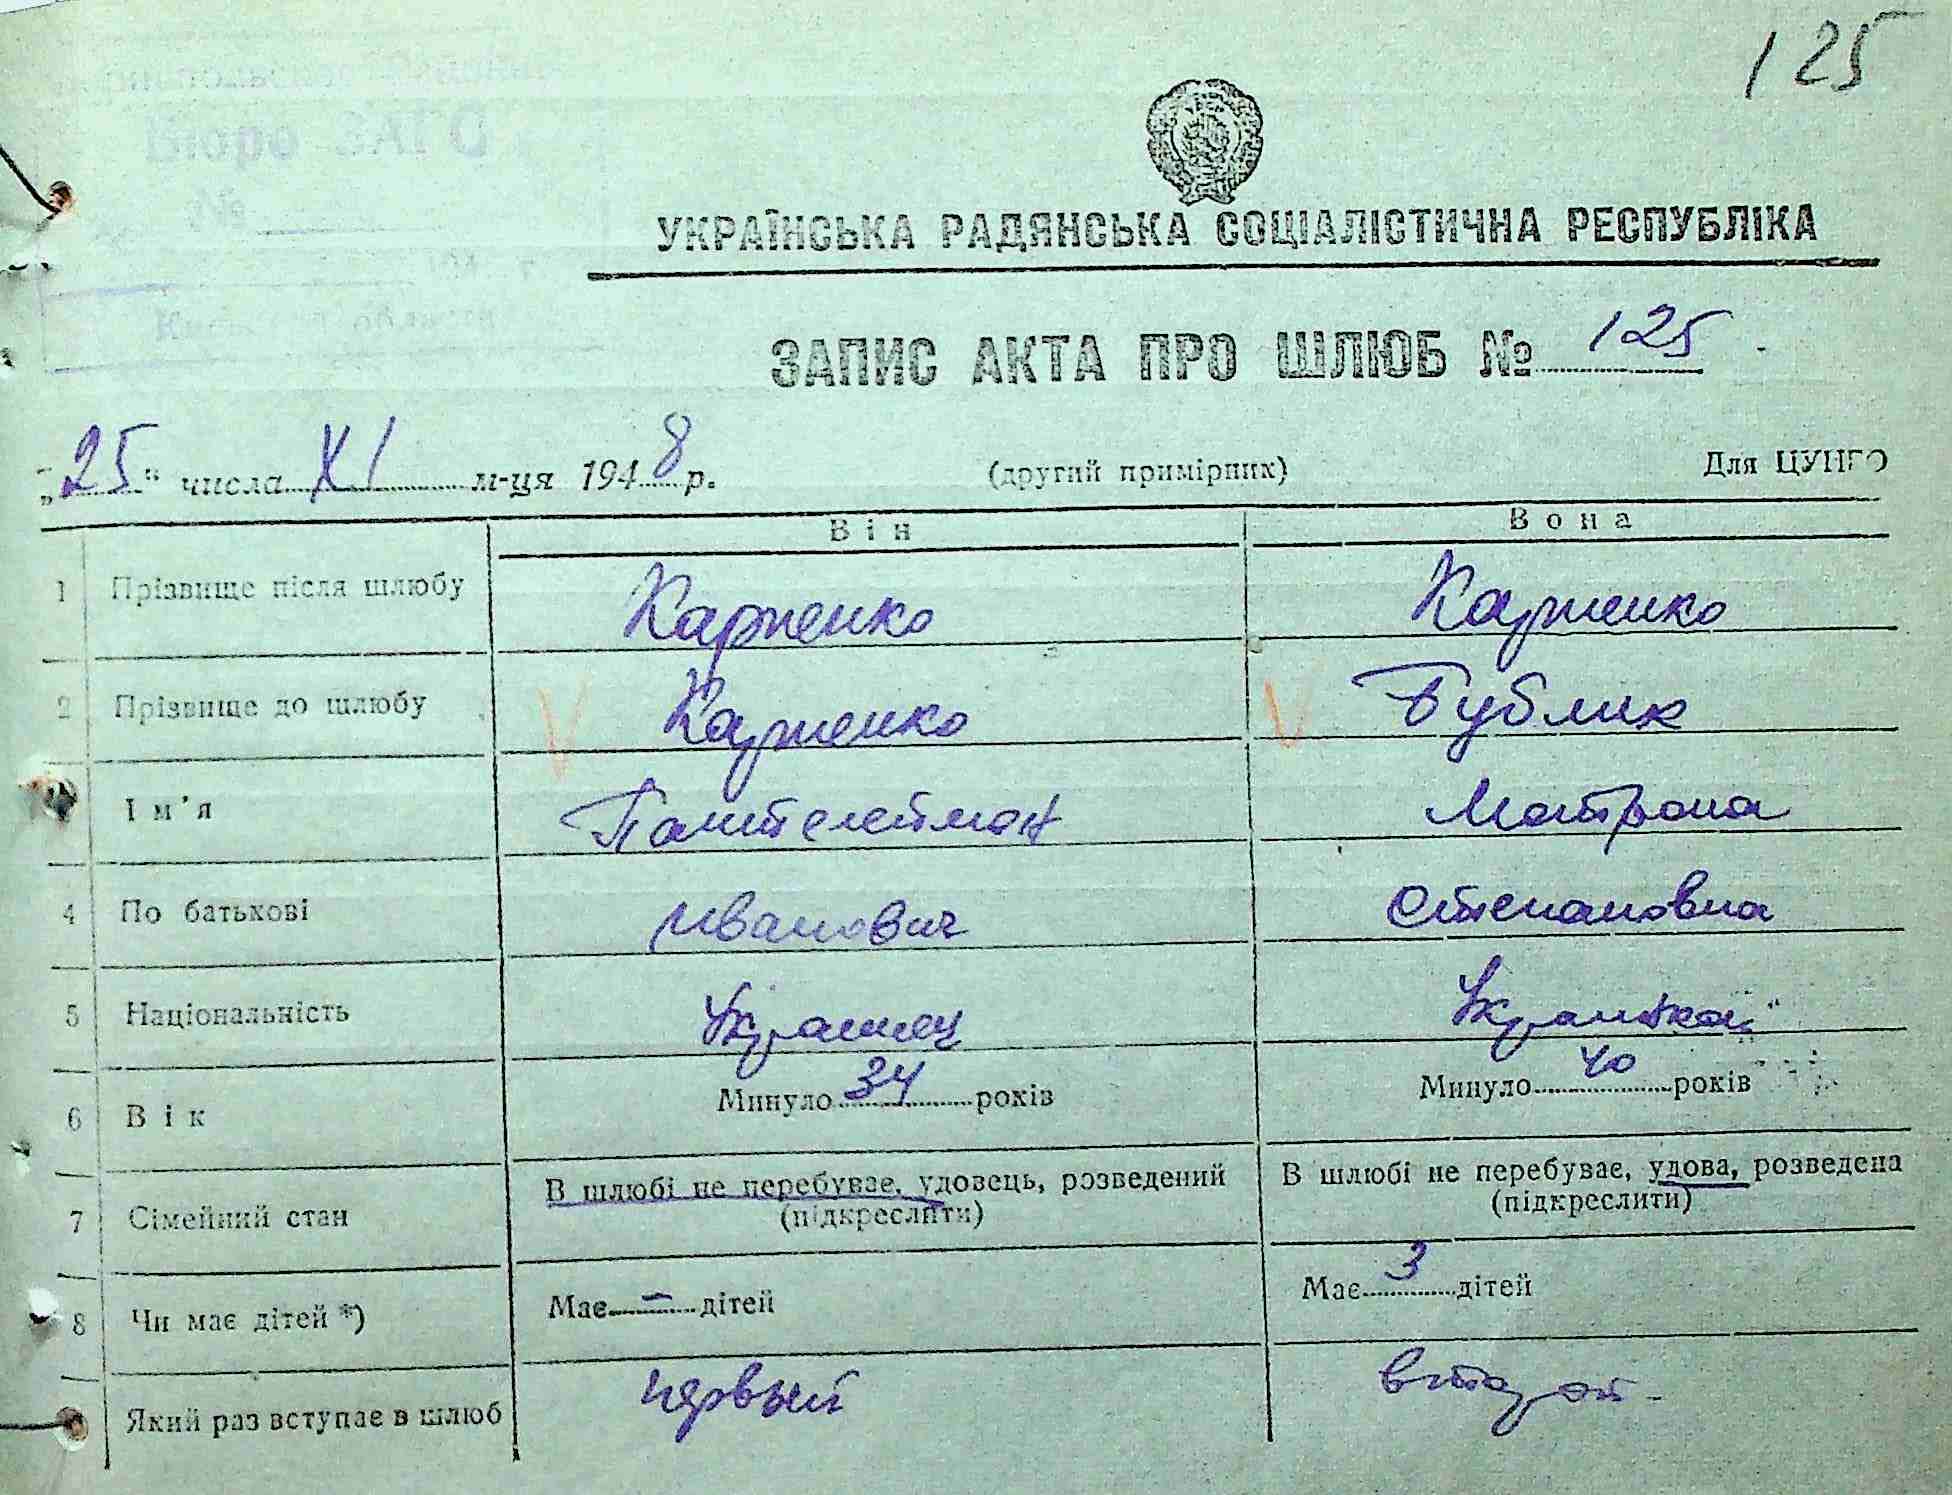 125
УКРАЇНСЬКА РАДЯНСЬКА СОЦІАЛІСТИЧНА РЕСПУБЛІКА
ЗАПИС АКТА ПРО ШЛЮБ № 125
„25“ числа XI м-ця 1948 р. (другий примірник) Для ЦУНГО
Він Вона
1 Прізвище після шлюбу Карпенко Карпенко
2 Прізвище до шлюбу Карпенко Бублик
Ім'я Пантелеймон Матрона
4 По батькові Иванович Степановна
5 Національність Украинец Украинка
6 Вік Минуло 34 років Минуло 40 років
7 Сімейний стан В шлюбі не перебуває, удовець, розведений (підкреслити) В шлюбі не перебуває, удова, розведена (підкреслити)
8 Чи має дітей *) Має – дітей Має 3 дітей
Який раз вступає в шлюб первый второй